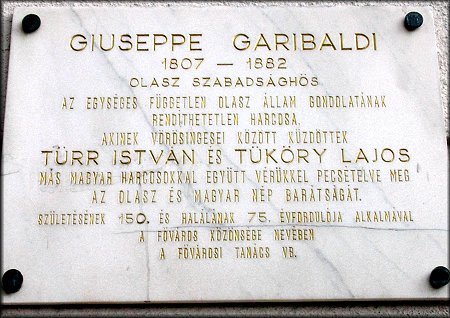 GIUSEPPE GARIBALDI
1807 — 1882
OLASZ SZABADSÁGHŐS
AZ EGYSÉGES FÜGGETLEN OLASZ ÁLLAM GONDOLATÁNAK
RENDÍTHETETLEN HARCOSA,
AKINEK VÖRÖSINGESEI KÖZÖTT KÜZDÖTTEK
TÜRR ISTVÁN ÉS TÜKÖRY LAJOS
MÁS MAGYAR HARCOSOKKAL EGYÜTT VÉRÜKKEL PECSÉTELVE MEG
AZ OLASZ ÉS MAGYAR NÉP BARÁTSÁGÁT.
SZÜLETÉSÉNEK 150. ÉS HALÁLÁNAK 75. ÉVFORDULÓJA ALKALMÁVAL
A FŐVÁROS KÖZÖNSÉGE NEVÉBEN
A FŐVÁROSI TANÁCS VB.